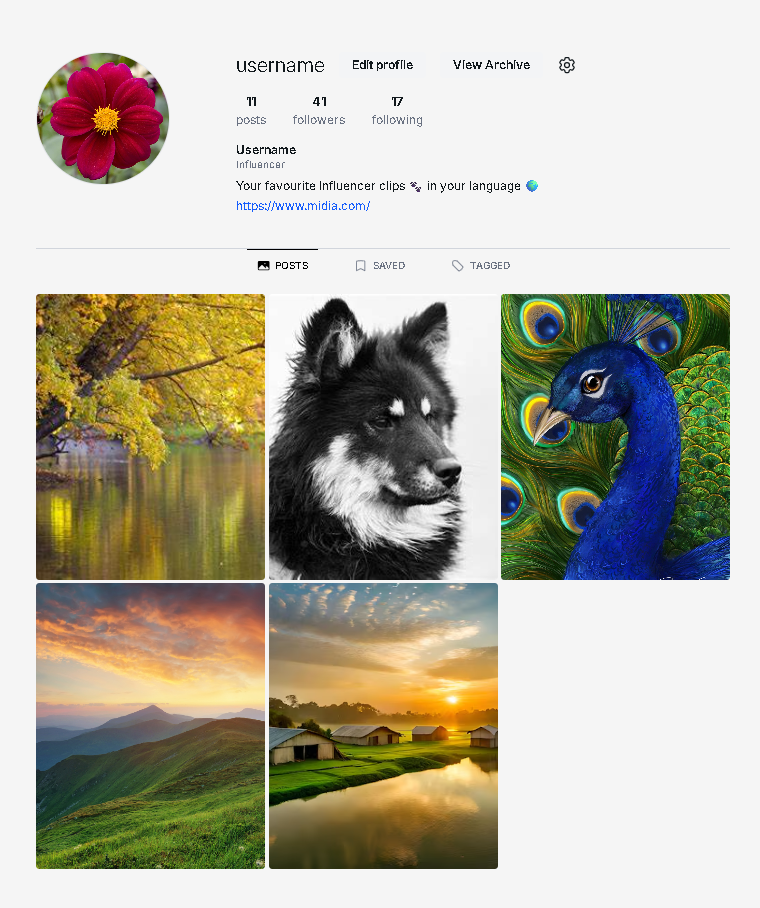 username Edit profile View Archive
11 41 17
posts followers following
Username
Influencer
Your favourite Influencer clips 🐾 in your language 🌍
https://www.midia.com/
POSTS SAVED TAGGED